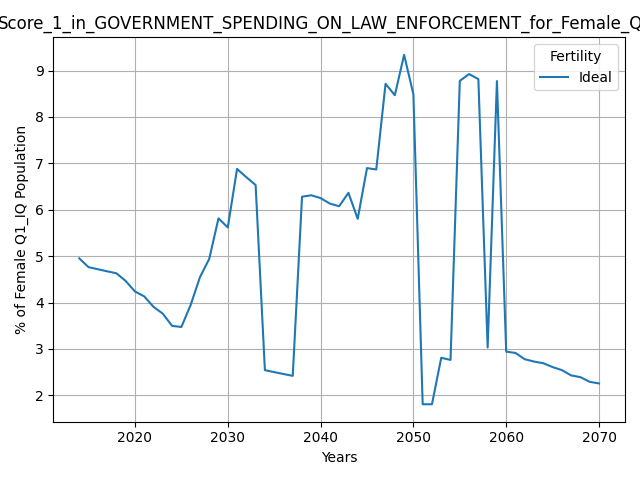 Score_1_in_GOVERNMENT_SPENDING_ON_LAW_ENFORCEMENT_for_Female_Q
Fertility
Ideal
% of Female Q1_IQ Population
9
8
7
6
5
4
3
2
2020 2030 2040 2050 2060 2070
Years